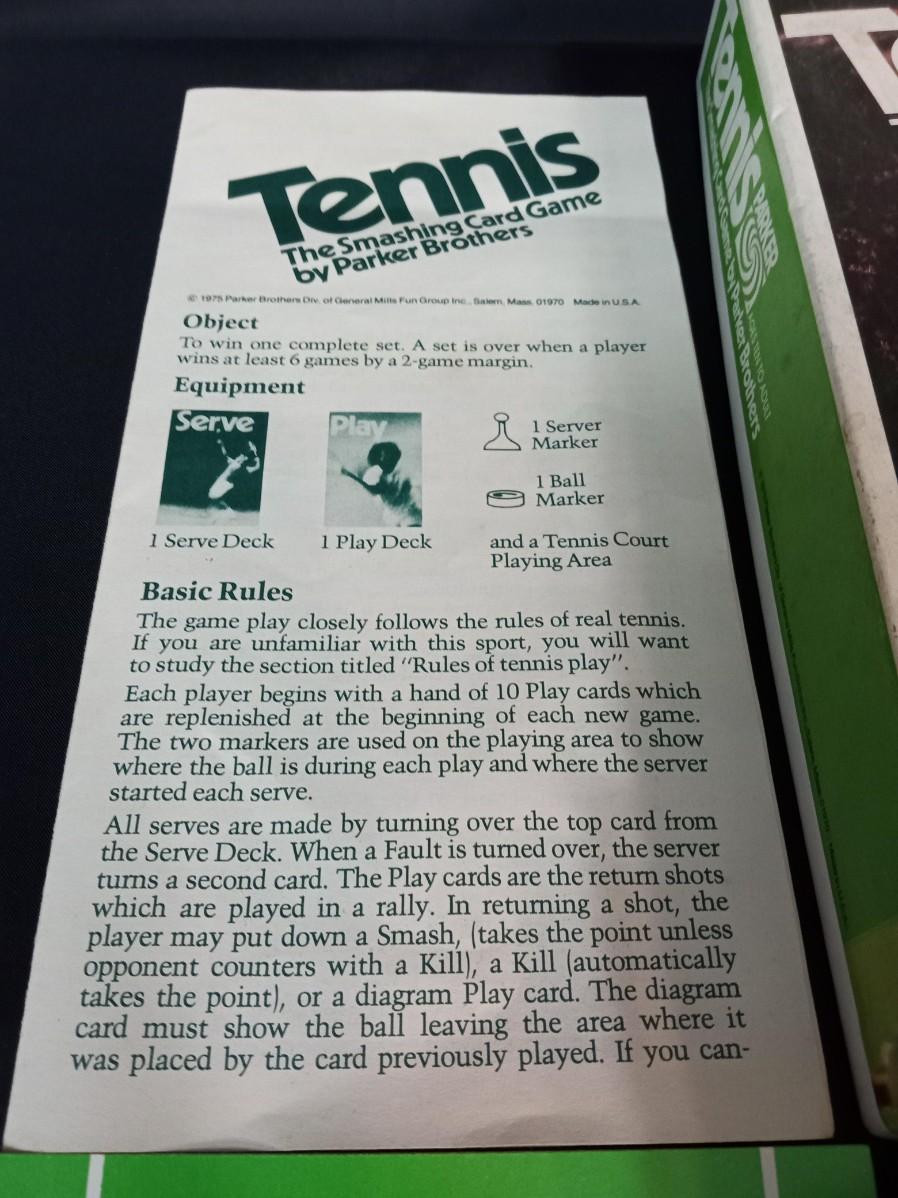 Tennis
The Smashing Card Game
by Parker Brothers
© 1975 Parker Brothers Div. of General Mills Fun Group Inc., Salem, Mass. 01970 Made in U.S.A.
Object
To win one complete set. A set is over when a player
wins at least 6 games by a 2-game margin.
Equipment
Serve
Play
1 Server
Marker
1 Ball
Marker
1 Serve Deck
1 Play Deck
and a Tennis Court
Playing Area
Basic Rules
The game play closely follows the rules of real tennis.
If you are unfamiliar with this sport, you will want
to study the section titled "Rules of tennis play".
Each player begins with a hand of 10 Play cards which
are replenished at the beginning of each new game.
The two markers are used on the playing area to show
where the ball is during each play and where the server
started each serve.
All serves are made by turning over the top card from
the Serve Deck. When a Fault is turned over, the server
turns a second card. The Play cards are the return shots
which are played in a rally. In returning a shot, the
player may put down a Smash, (takes the point unless
opponent counters with a Kill), a Kill (automatically
takes the point), or a diagram Play card. The diagram
card must show the ball leaving the area where it
was placed by the card previously played. If you can-
Tennis
Card Game by Parker Brothers
PARKER
AGES TEN TO ADULT